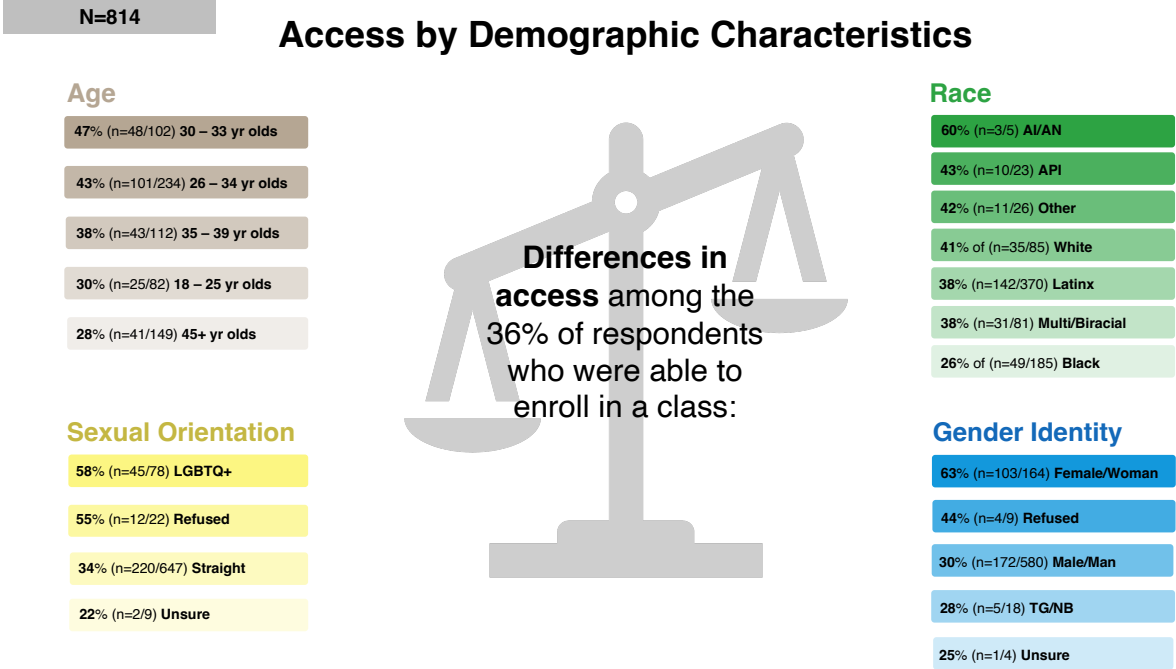 N=814
Access by Demographic Characteristics
Age
47% (n=48/102) 30 – 33 yr olds
43% (n=101/234) 26 – 34 yr olds
38% (n=43/112) 35 – 39 yr olds
30% (n=25/82) 18 – 25 yr olds
28% (n=41/149) 45+ yr olds
Sexual Orientation
58% (n=45/78) LGBTQ+
55% (n=12/22) Refused
34% (n=220/647) Straight
22% (n=2/9) Unsure
Differences in
access among the
36% of respondents
who were able to
enroll in a class:
Race
60% (n=3/5) AI/AN
43% (n=10/23) API
42% (n=11/26) Other
41% of (n=35/85) White
38% (n=142/370) Latinx
38% (n=31/81) Multi/Biracial
26% of (n=49/185) Black
Gender Identity
63% (n=103/164) Female/Woman
44% (n=4/9) Refused
30% (n=172/580) Male/Man
28% (n=5/18) TG/NB
25% (n=1/4) Unsure